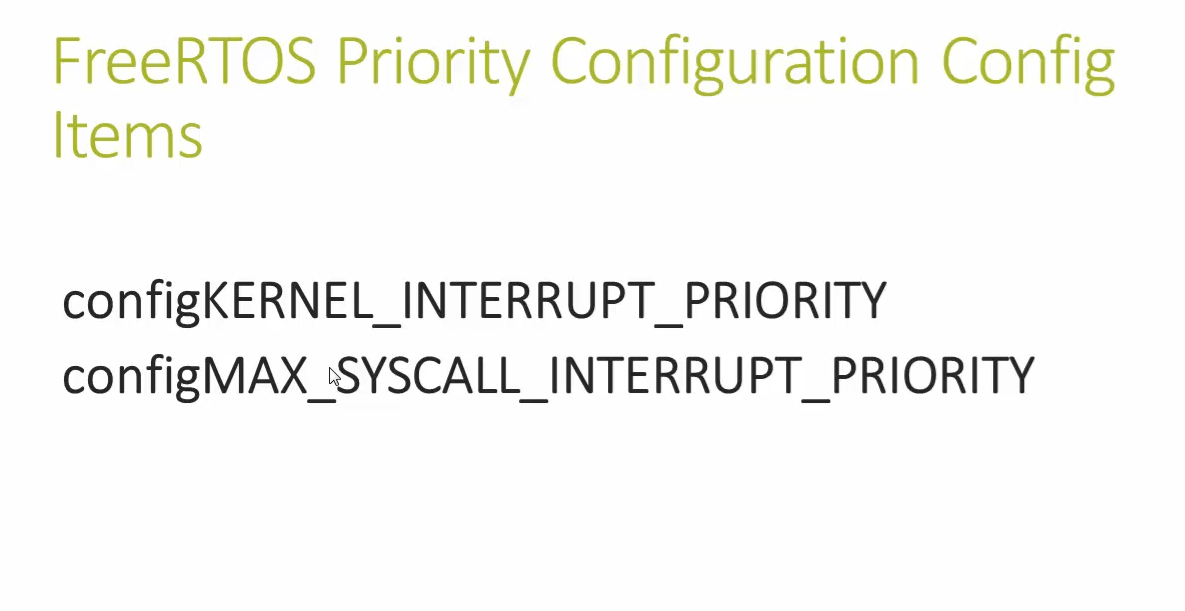 FreeRTOS Priority Configuration Config
Items
configKERNEL_INTERRUPT_PRIORITY
configMAX_SYSCALL_INTERRUPT_PRIORITY